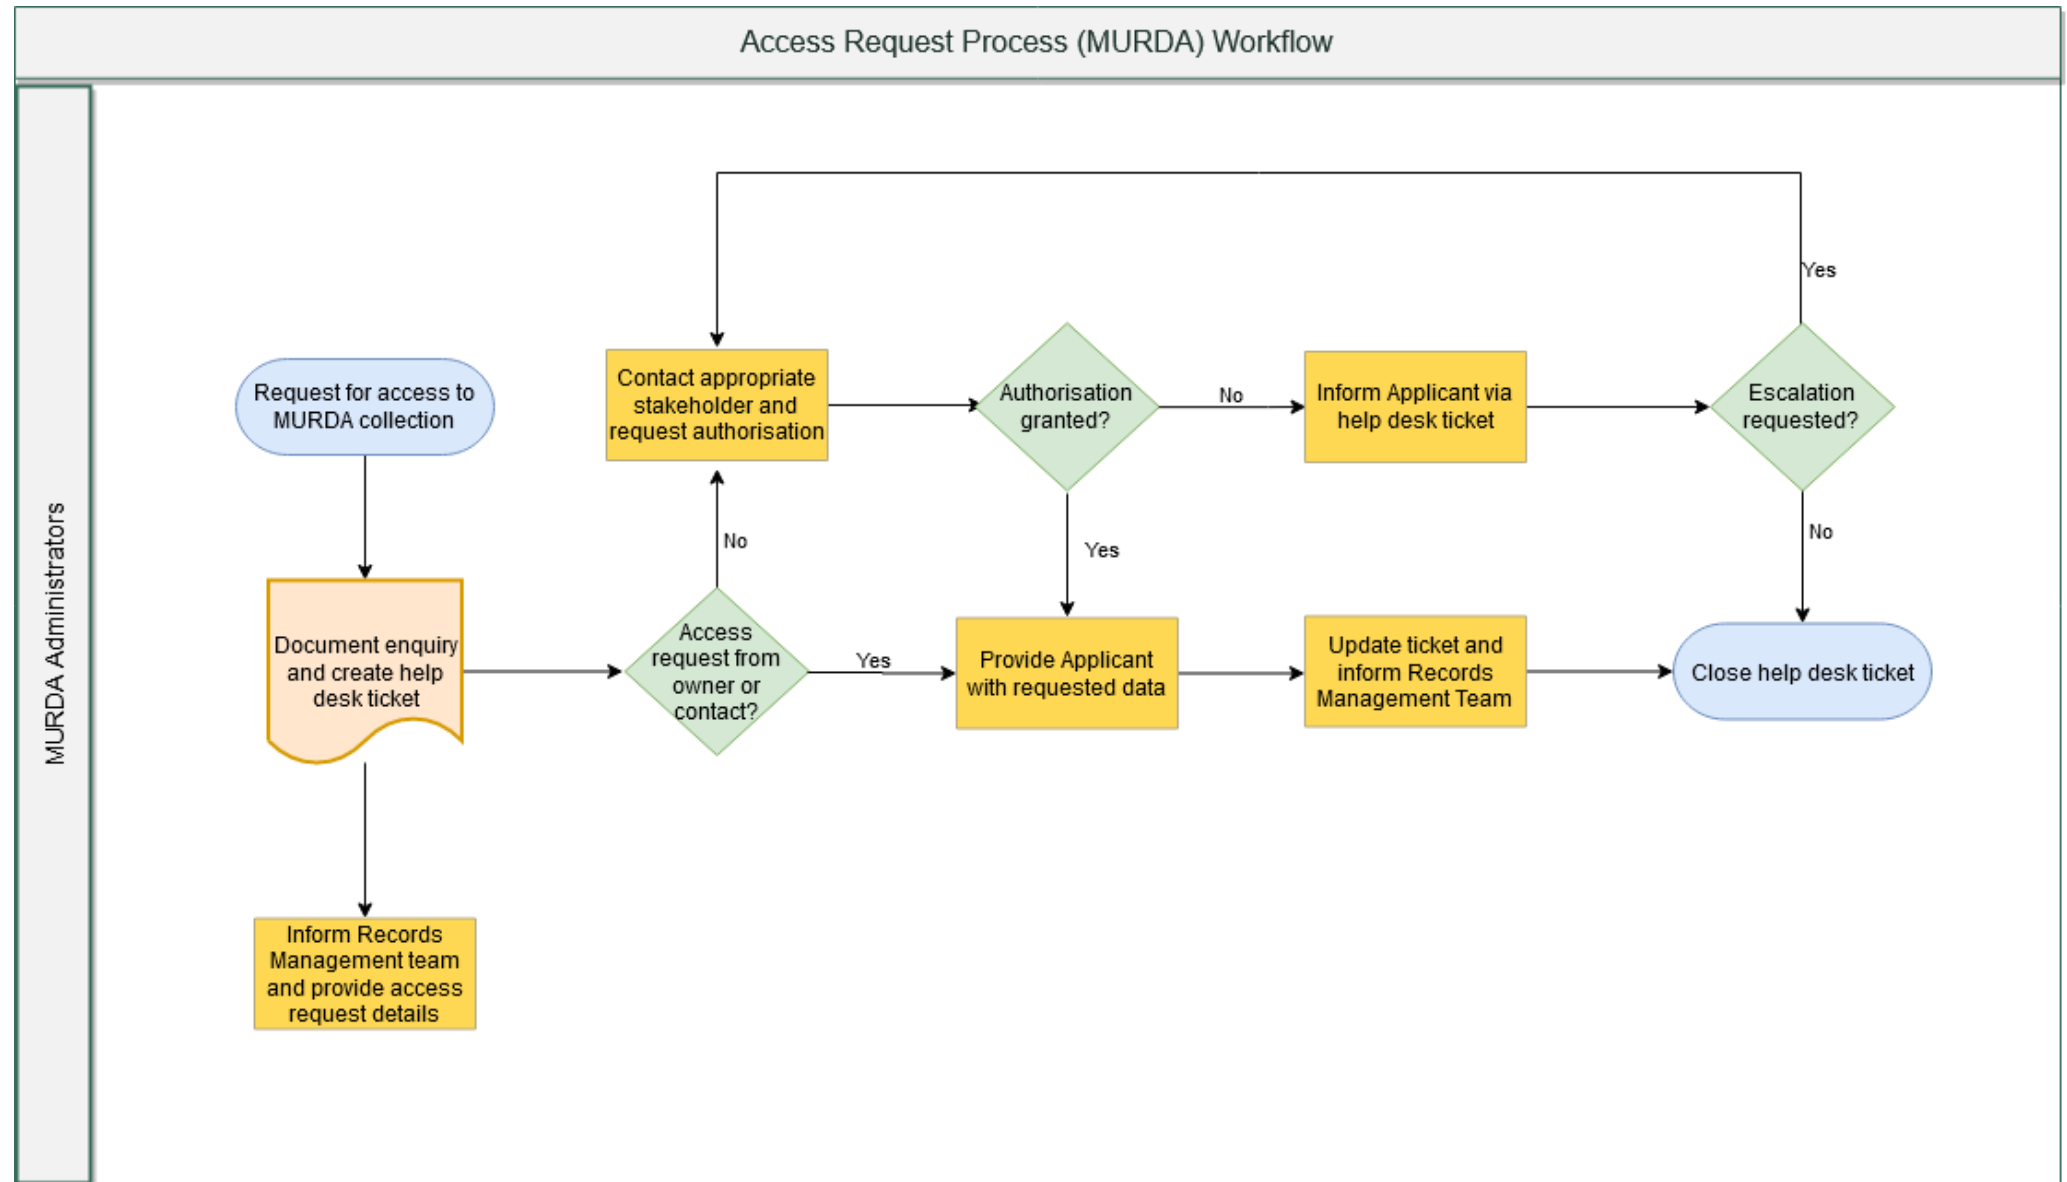 Access Request Process (MURDA) Workflow
MURDA Administrators
Request for access to
MURDA collection
Document enquiry
and create help
desk ticket
Inform Records
Management team
and provide access
request details
Access
request from
owner or
contact?
No
Yes
Contact appropriate
stakeholder and
request authorisation
Authorisation
granted?
No
Yes
Inform Applicant via
help desk ticket
Escalation
requested?
Yes
No
Provide Applicant
with requested data
Update ticket and
inform Records
Management Team
Close help desk ticket